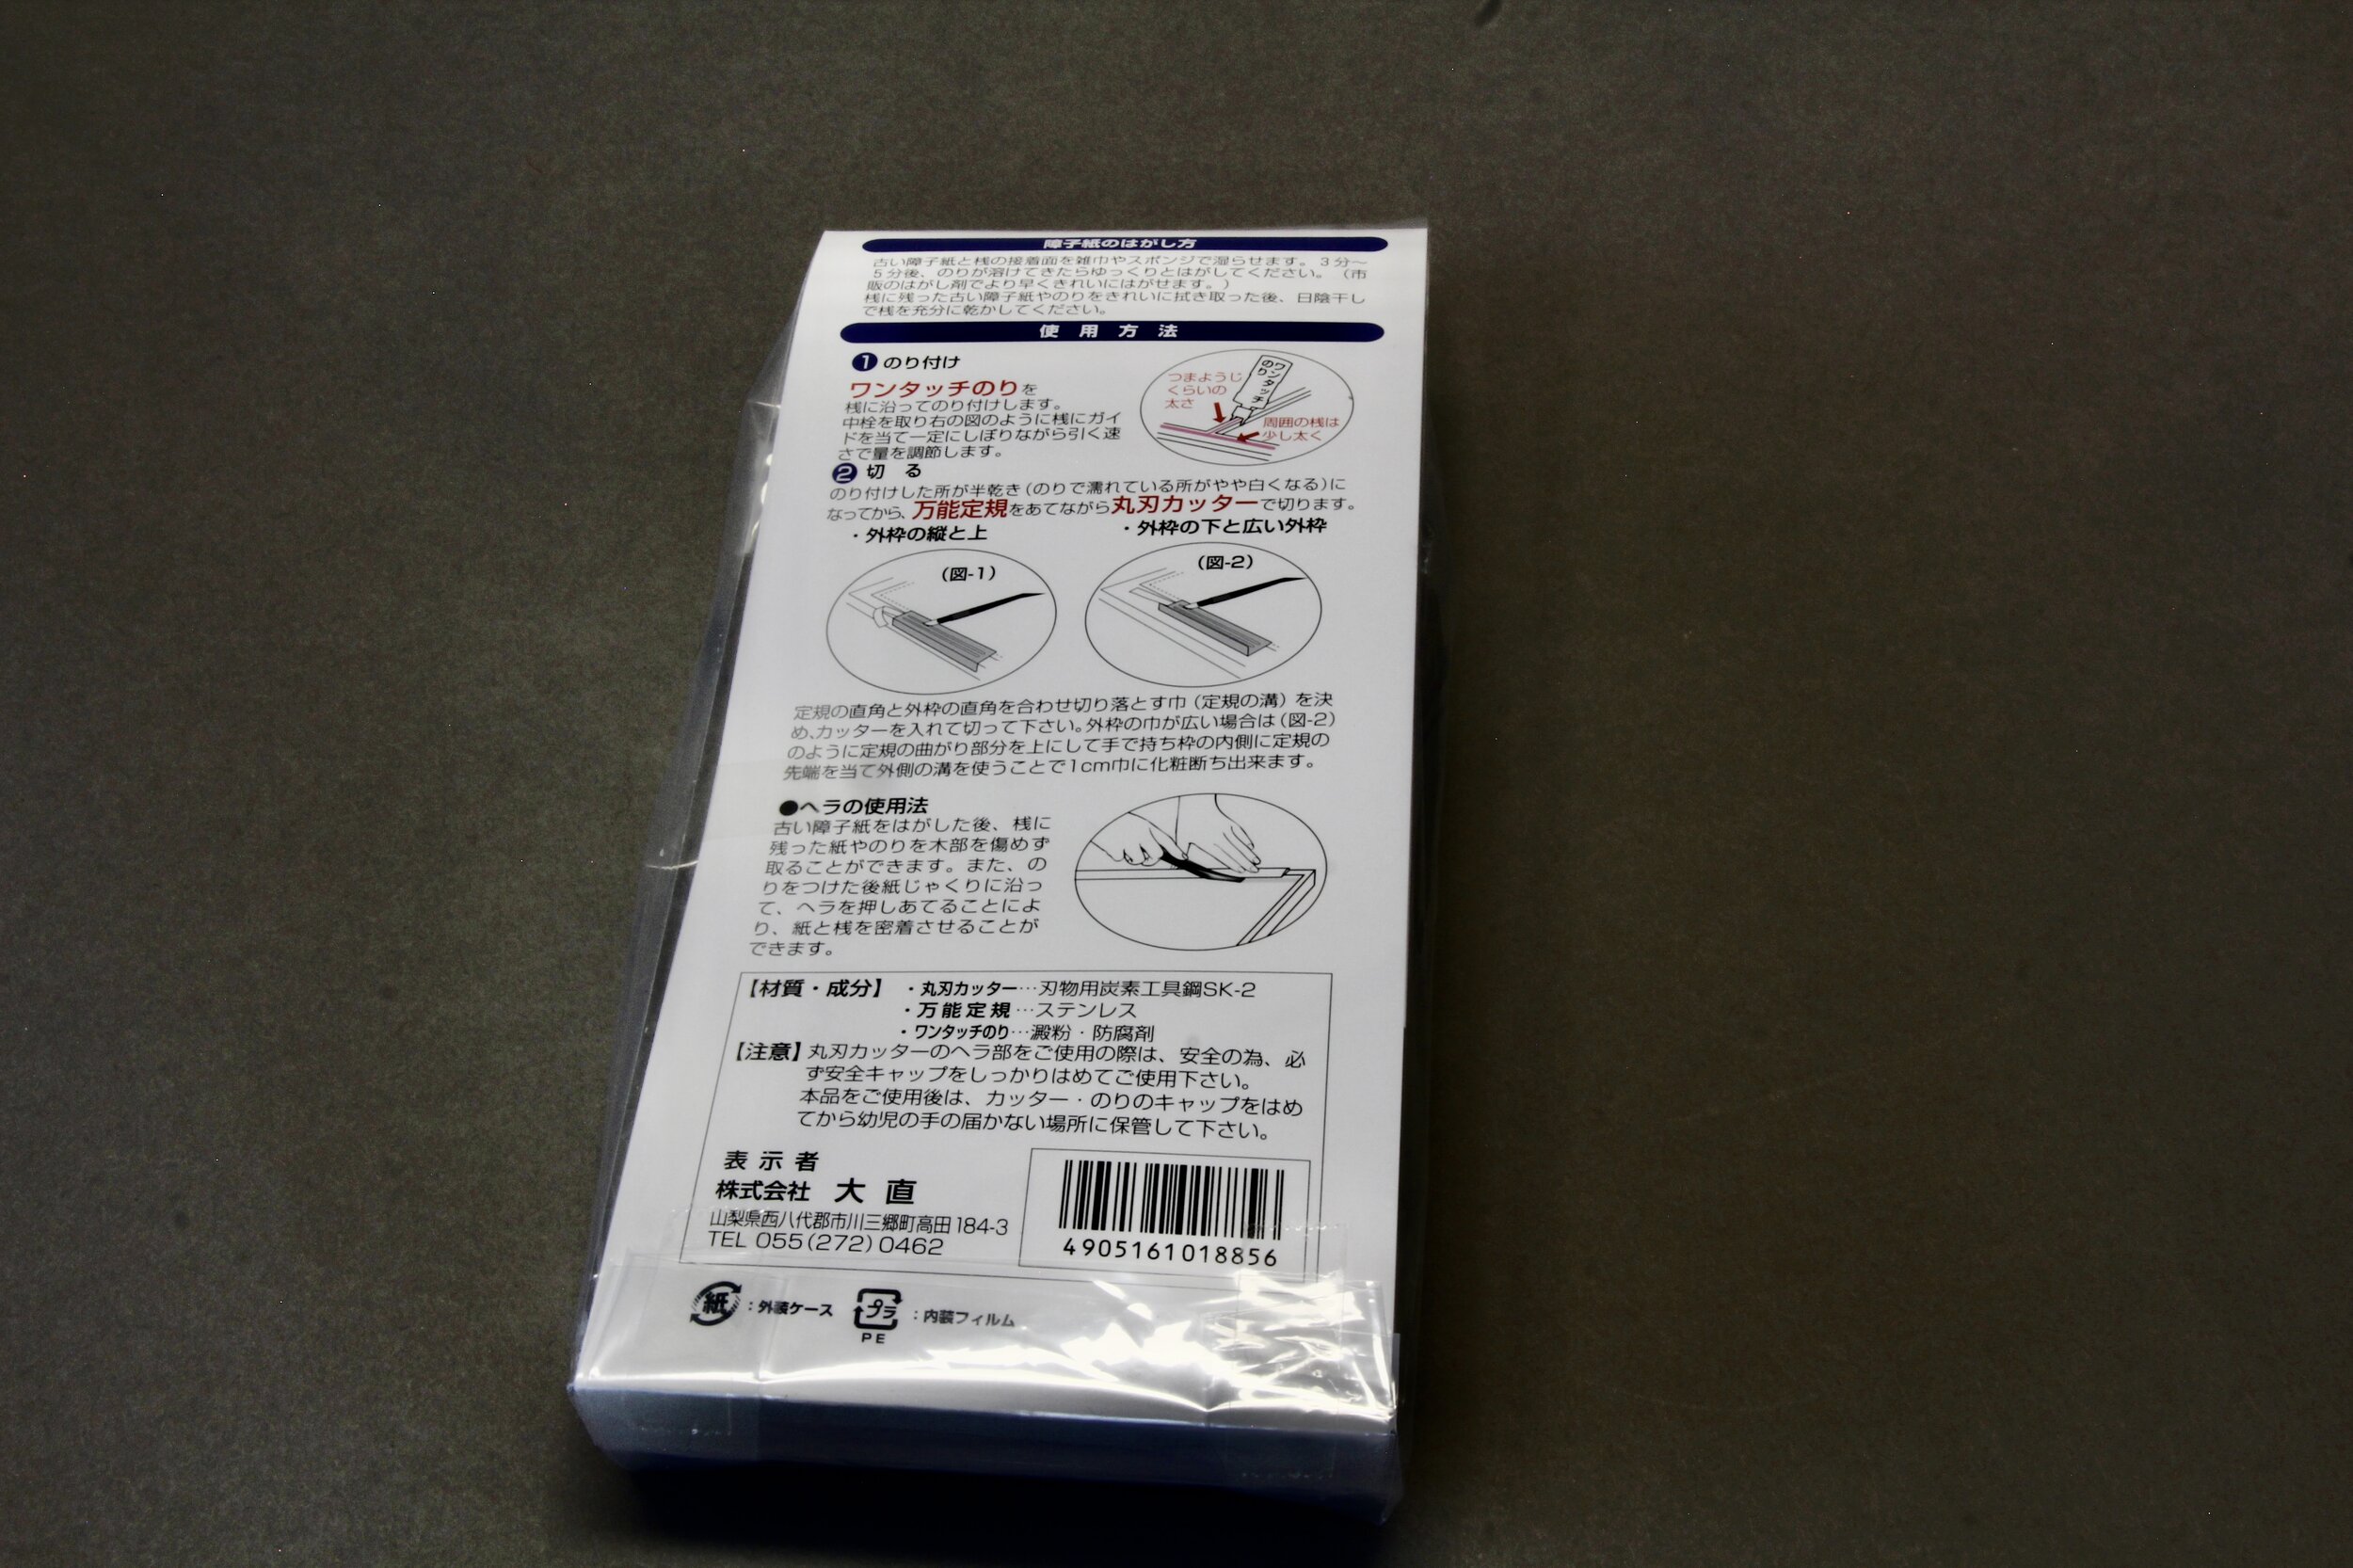 障子紙のはがし方
古い障子紙と桟の接着面を雑巾やスポンジで湿らせます。3分〜
5分後、のりが溶けてきたらゆっくりとはがしてください。（市
販のはがし剤でより早くきれいにはがせます。）
桟に残った古い障子紙やのりをきれいに拭き取った後、日陰干し
で桟を充分に乾かしてください。
使用方法
1 のり付け
ワンタッチのりを
桟に沿ってのり付けします。
中栓を取り右の図のように桟にガイ
ドを当て一定にしぼりながら引く速
さで量を調節します。
つまようじ
くらいの
太さ
ワンタッチ
のり
周囲の桟は
少し太く
2 切る
のり付けした所が半乾き（のりで濡れている所がやや白くなる）に
なってから、万能定規をあてながら丸刃カッターで切ります。
・外枠の縦と上
・外枠の下と広い外枠
（図-1）
（図-2）
定規の直角と外枠の直角を合わせ切り落とす巾（定規の溝）を決
め、カッターを入れて切って下さい。外枠の巾が広い場合は（図-2）
のように定規の曲がり部分を上にして手で持ち枠の内側に定規の
先端を当て外側の溝を使うことで1cm巾に化粧断ち出来ます。
●ヘラの使用法
古い障子紙をはがした後、桟に
残った紙やのりを木部を傷めず
取ることができます。また、の
りをつけた後紙じゃくりに沿っ
て、ヘラを押しあてることによ
り、紙と桟を密着させることが
できます。
【材質・成分】・丸刃カッター…刃物用炭素工具鋼SK-2
・万能定規…ステンレス
・ワンタッチのり…澱粉・防腐剤
【注意】丸刃カッターのヘラ部をご使用の際は、安全の為、必
ず安全キャップをしっかりはめてご使用下さい。
本品をご使用後は、カッター・のりのキャップをはめ
てから幼児の手の届かない場所に保管して下さい。
表示者
株式会社 大直
山梨県西八代郡市川三郷町高田184-3
TEL 055(272)0462
4905161018856
紙：外装ケース プラ：内装フィルム
PE